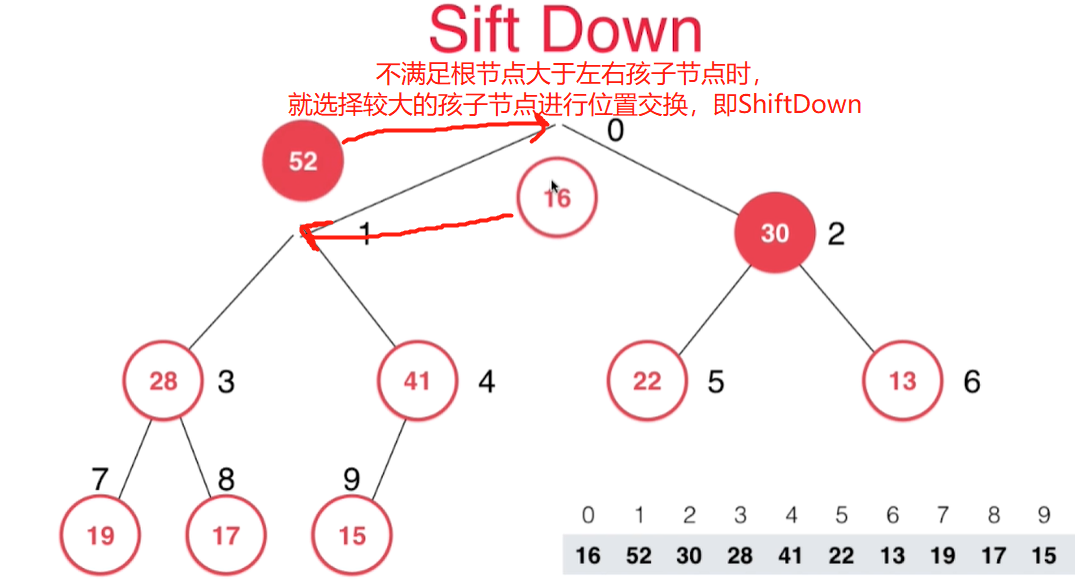 Sift Down
不满足根节点大于左右孩子节点时，
就选择较大的孩子节点进行位置交换，即ShiftDown
0
52
16
1
30 2
28 3 41 4 22 5 13 6
7 8 9
19 17 15
0 1 2 3 4 5 6 7 8 9
16 52 30 28 41 22 13 19 17 15